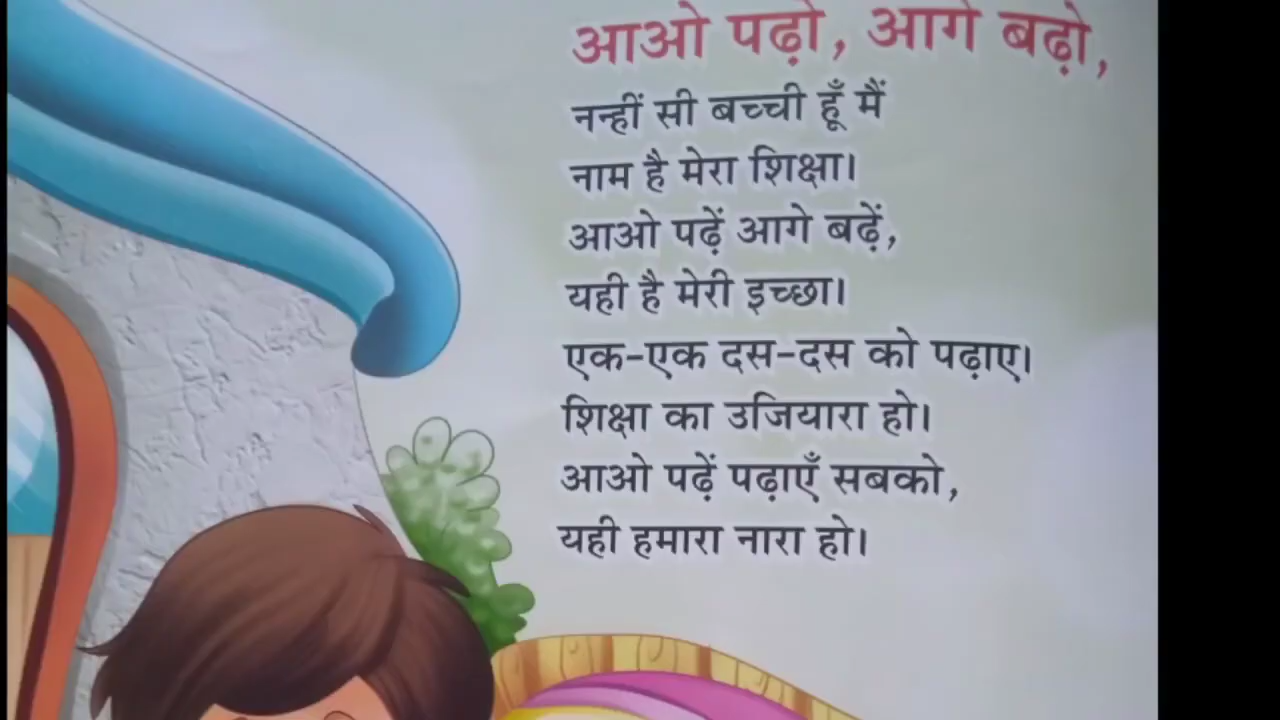 आओ पढ़ो, आगे बढ़ो,
नन्हीं सी बच्ची हूँ मैं
नाम है मेरा शिक्षा।
आओ पढ़ें आगे बढ़ें,
यही है मेरी इच्छा।
एक-एक दस-दस को पढ़ाए।
शिक्षा का उजियारा हो।
आओ पढ़ें पढ़ाएँ सबको,
यही हमारा नारा हो।